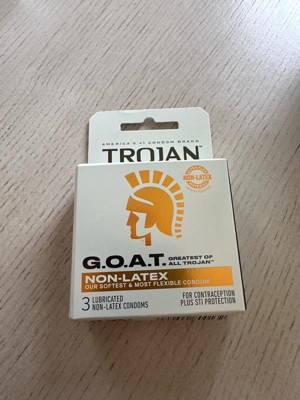 AMERICA'S #1 CONDOM BRAND
TROJAN
NON-LATEX
G.O.A.T. GREATEST OF
ALL TROJAN™
NON-LATEX
OUR SOFTEST & MOST FLEXIBLE CONDOM
3 LUBRICATED
NON-LATEX CONDOMS
FOR CONTRACEPTION
PLUS STI PROTECTION